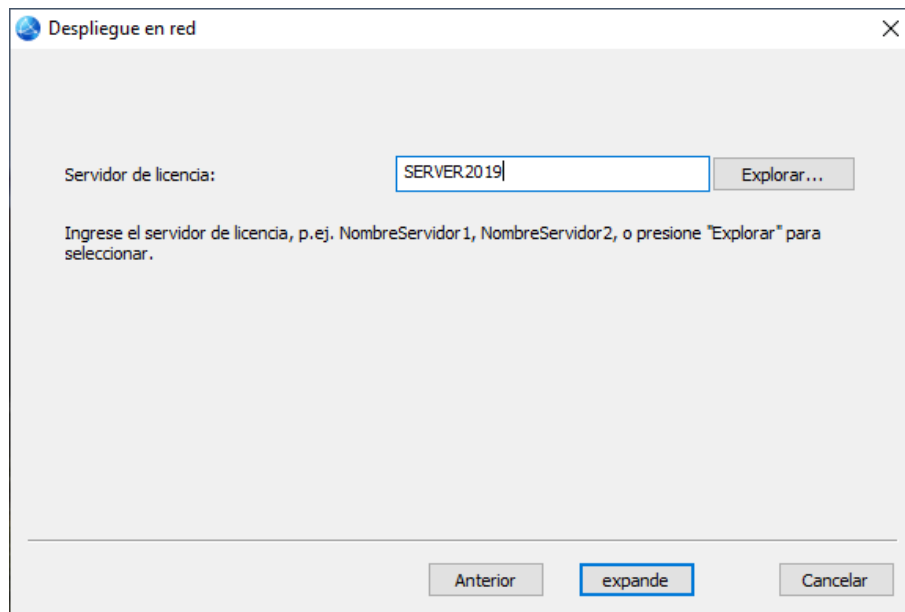 Despliegue en red
Servidor de licencia:
SERVER2019
Explorar...
Ingrese el servidor de licencia, p.ej. NombreServidor1, NombreServidor2, o presione "Explorar" para
seleccionar.
Anterior
expande
Cancelar